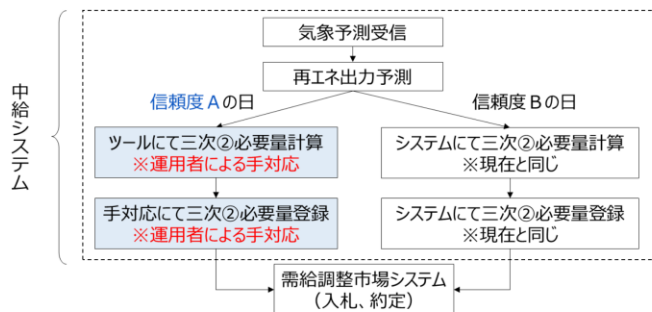 中給システム
気象予測受信
再エネ出力予測
信頼度Aの日
信頼度Bの日
ツールにて三次②必要量計算
※運用者による手対応
システムにて三次②必要量計算
※現在と同じ
手対応にて三次②必要量登録
※運用者による手対応
システムにて三次②必要量登録
※現在と同じ
需給調整市場システム
（入札、約定）